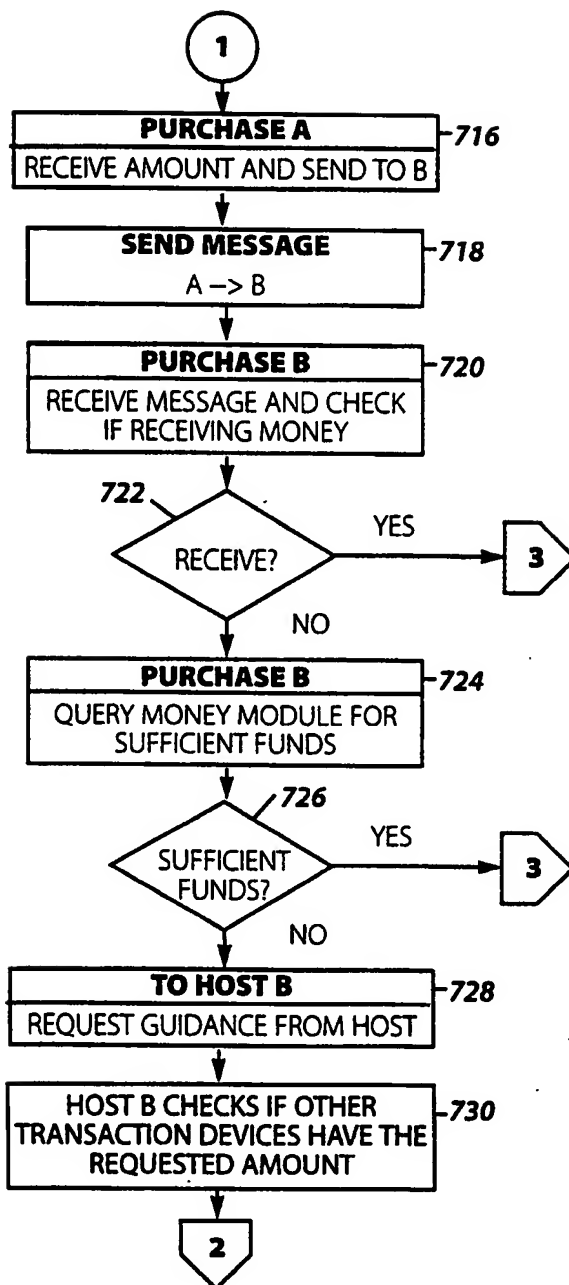 1
PURCHASE A
716
RECEIVE AMOUNT AND SEND TO B
SEND MESSAGE
718
A –> B
PURCHASE B
720
RECEIVE MESSAGE AND CHECK
IF RECEIVING MONEY
722
RECEIVE?
YES
3
NO
PURCHASE B
724
QUERY MONEY MODULE FOR
SUFFICIENT FUNDS
726
SUFFICIENT
FUNDS?
YES
3
NO
TO HOST B
728
REQUEST GUIDANCE FROM HOST
HOST B CHECKS IF OTHER
730
TRANSACTION DEVICES HAVE THE
REQUESTED AMOUNT
2